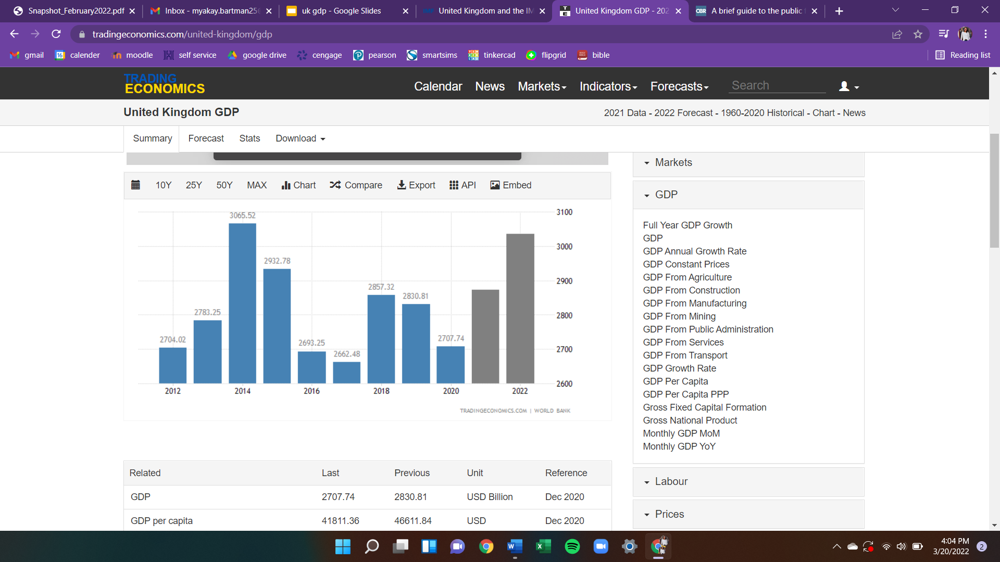 Snapshot_February2022.pdf
Inbox - myakay.bartman25
uk gdp - Google Slides
United Kingdom and the IM
United Kingdom GDP - 202
OBR A brief guide to the public
tradingeconomics.com/united-kingdom/gdp
gmail 16 calender moodle self service google drive cengage pearson smartsims tinkercad flipgrid bible Reading list
TRADING
ECONOMICS
Calendar News Markets Indicators Forecasts Search
United Kingdom GDP
2021 Data - 2022 Forecast - 1960-2020 Historical - Chart - News
Summary Forecast Stats Download
10Y 25Y 50Y MAX Chart Compare Export API Embed
3100
3000
2900
2800
2700
2600
2704.02
2783.25
3065.52
2932.78
2693.25
2662.48
2857.32
2830.81
2707.74
2012 2014 2016 2018 2020 2022
TRADINGECONOMICS.COM | WORLD BANK
Related Last Previous Unit Reference
GDP 2707.74 2830.81 USD Billion Dec 2020
GDP per capita 41811.36 46611.84 USD Dec 2020
Markets
GDP
Full Year GDP Growth
GDP
GDP Annual Growth Rate
GDP Constant Prices
GDP From Agriculture
GDP From Construction
GDP From Manufacturing
GDP From Mining
GDP From Public Administration
GDP From Services
GDP From Transport
GDP Growth Rate
GDP Per Capita
GDP Per Capita PPP
Gross Fixed Capital Formation
Gross National Product
Monthly GDP MoM
Monthly GDP YoY
Labour
Prices
4:04 PM
3/20/2022
2